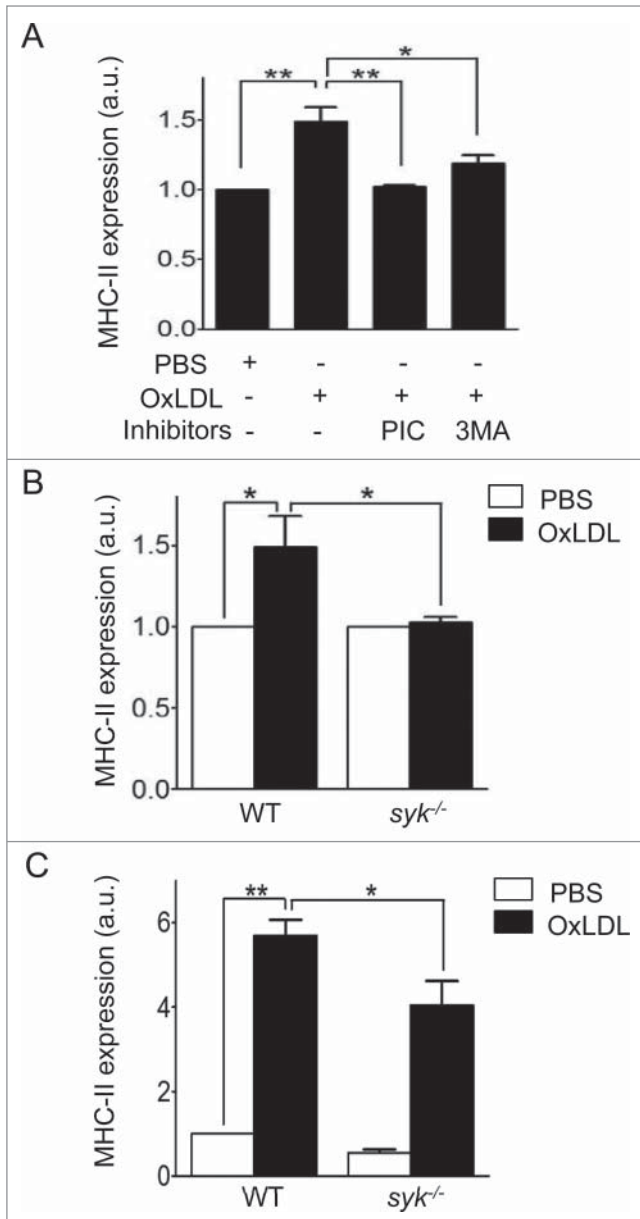 A
MHC-II expression (a.u.)
** ** *
1.5
1.0
0.5
0.0
PBS + - - -
OxLDL - + + +
Inhibitors - - PIC 3MA
B
MHC-II expression (a.u.)
* *
PBS
OxLDL
1.5
1.0
0.5
0.0
WT syk-/-
C
MHC-II expression (a.u.)
** *
PBS
OxLDL
6
4
2
0
WT syk-/-